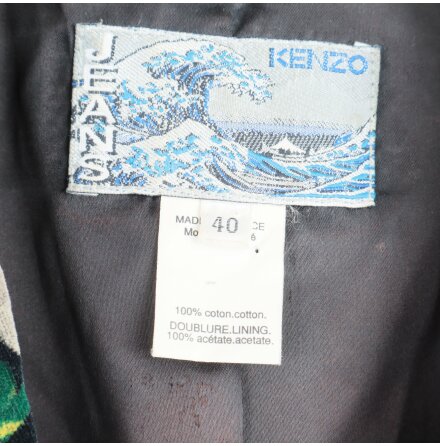 JEANS
KENZO
40
100% coton.cotton.
DOUBLURE.LINING.
100% acétate.acetate.